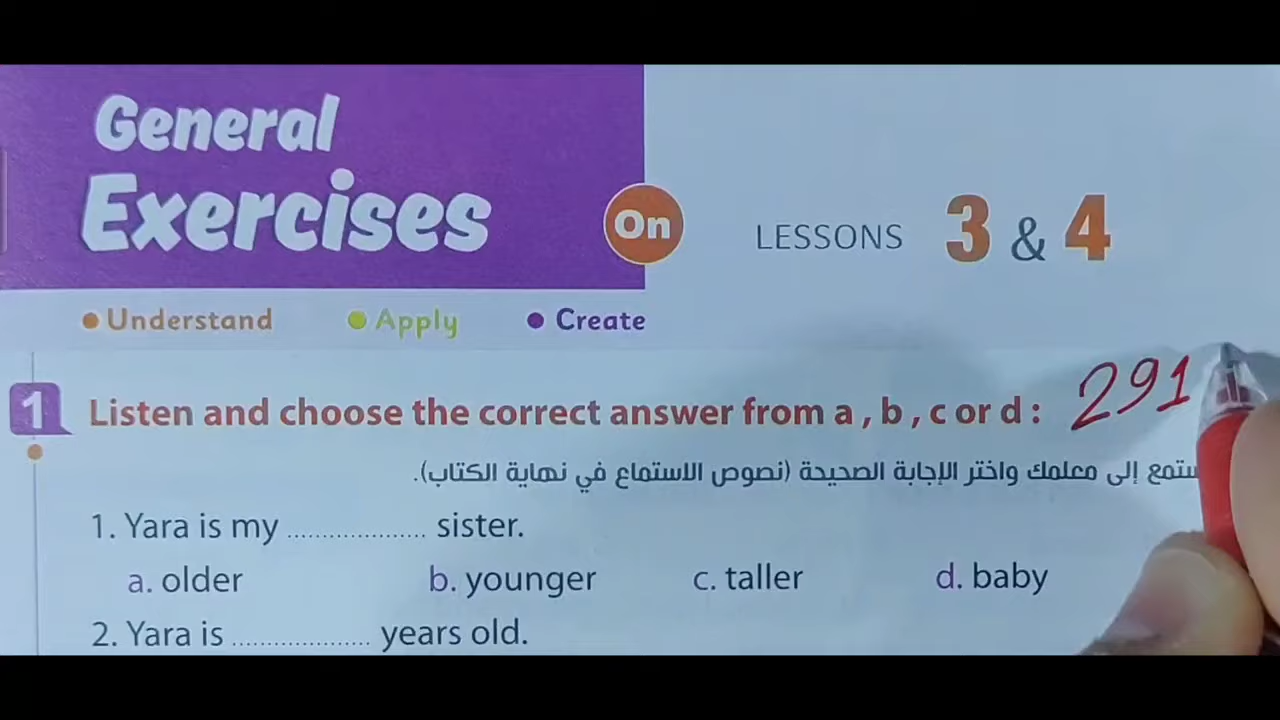 General
Exercises
On
LESSONS 3 & 4
Understand
Apply
Create
1 Listen and choose the correct answer from a , b , c or d : 291
ستمع إلى معلمك واختر الإجابة الصحيحة (نصوص الاستماع في نهاية الكتاب).
1. Yara is my .................... sister.
a. older b. younger c. taller d. baby
2. Yara is .................... years old.